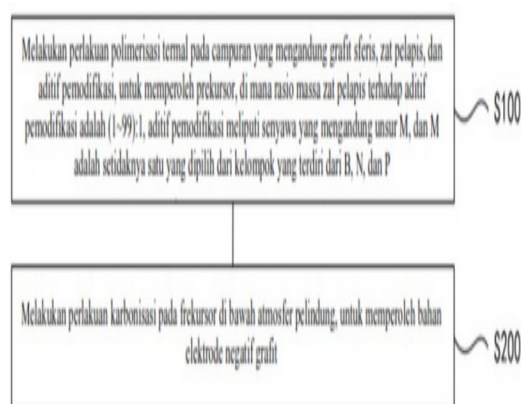 Melakukan perlakuan polimerisasi termal pada campuran yang mengandung grafit sferis, zat pelapis, dan
aditif pemodifikasi, untuk memperoleh prekursor, di mana rasio massa zat pelapis terhadap aditif
pemodifikasi adalah (1~99):1, aditif pemodifikasi meliputi senyawa yang mengandung unsur M, dan M
adalah setidaknya satu yang dipilih dari kelompok yang terdiri dari B, N, dan P
S100
Melakukan perlakuan karbonisasi pada frekursor di bawah atmosfer pelindung, untuk memperoleh bahan
elektrode negatif grafit
S200